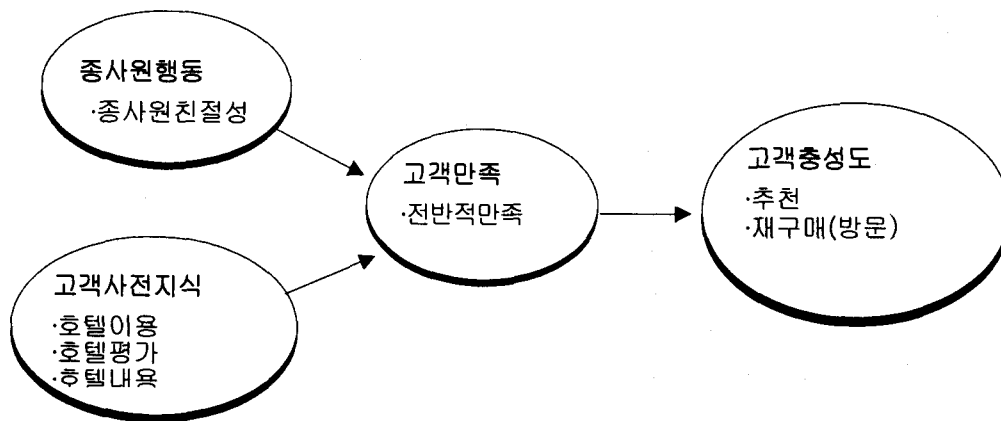 종사원행동
·종사원친절성
고객만족
·전반적만족
고객충성도
·추천
·재구매(방문)
고객사전지식
·호텔이용
·호텔평가
·호텔내용